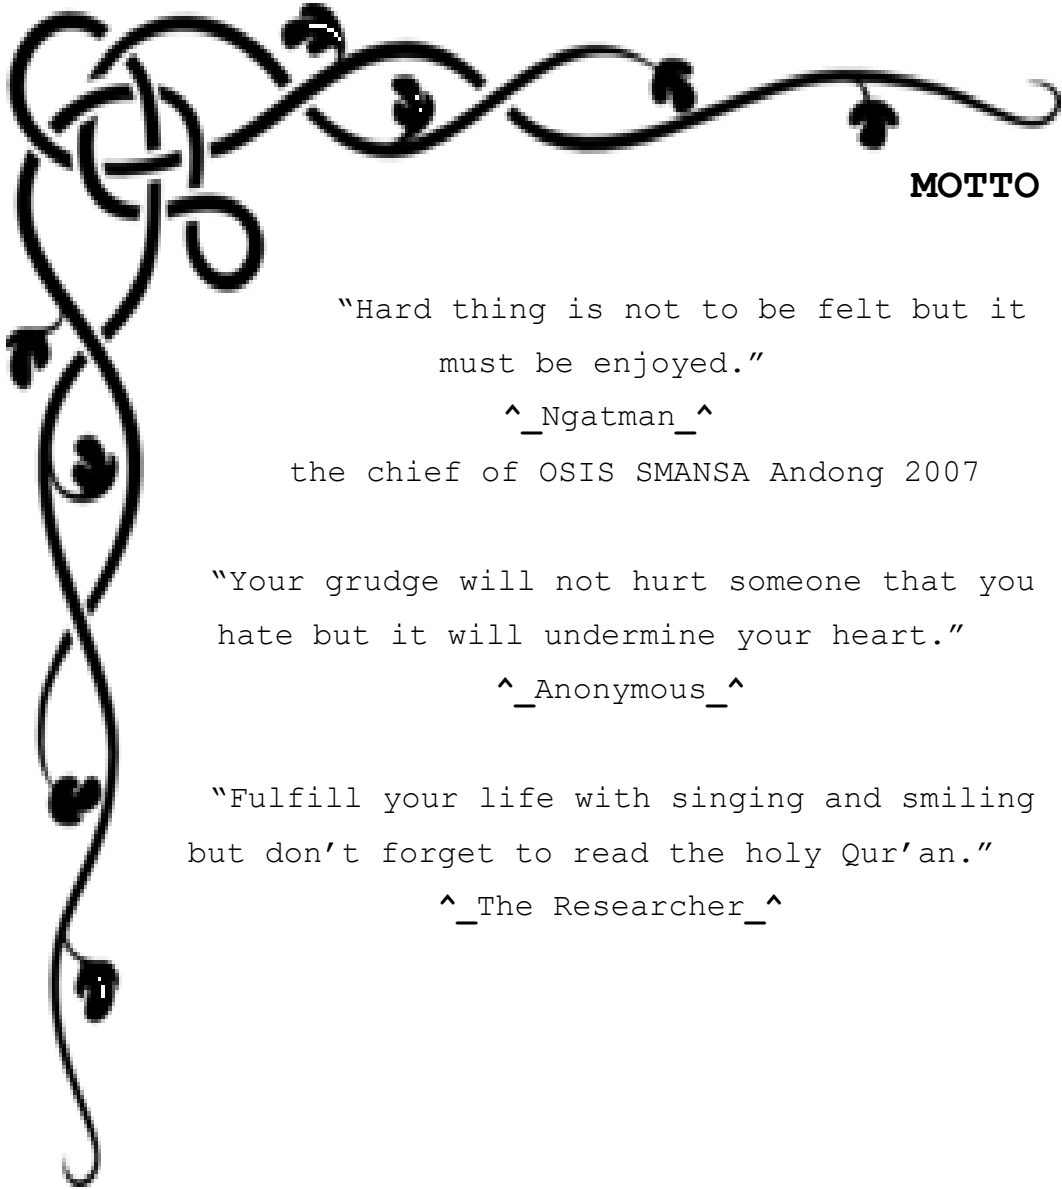 MOTTO
“Hard thing is not to be felt but it
must be enjoyed.”
^_Ngatman_^
the chief of OSIS SMANSA Andong 2007
“Your grudge will not hurt someone that you
hate but it will undermine your heart.”
^_Anonymous_^
“Fulfill your life with singing and smiling
but don’t forget to read the holy Qur’an.”
^_The Researcher_^